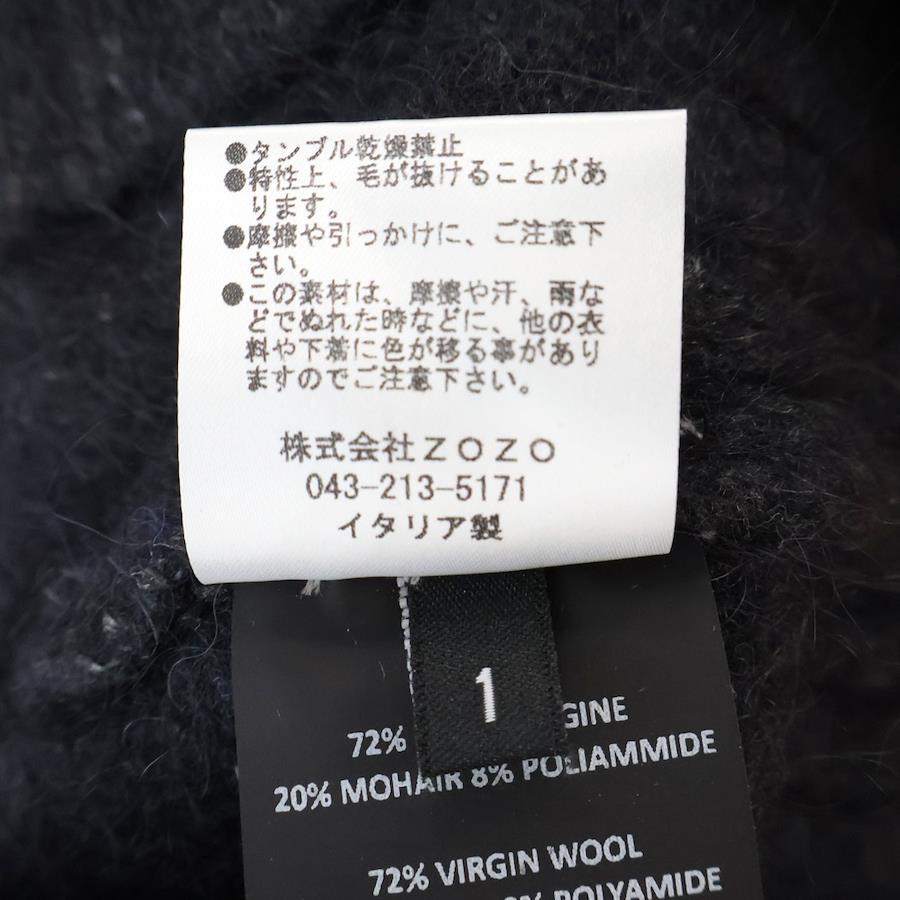 ●タンブル乾燥禁止
●特性上、毛が抜けることがあ
ります。
●摩擦や引っかけに、ご注意下
さい。
●この素材は、摩擦や汗、雨な
どでぬれた時などに、他の衣
料や下着に色が移る事があり
ますのでご注意下さい。
株式会社ZOZO
043-213-5171
イタリア製
1
72% GINE
20% MOHAIR 8% POLIAMMIDE
72% VIRGIN WOOL
% POLYAMIDE